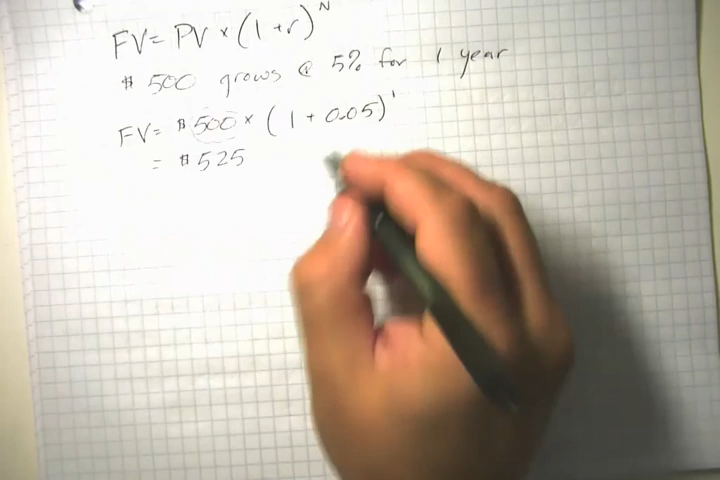 FV = PV × (1+r)^N
$ 500 grows @ 5% for 1 year
FV = $500 × (1 + 0.05)^1
= $525